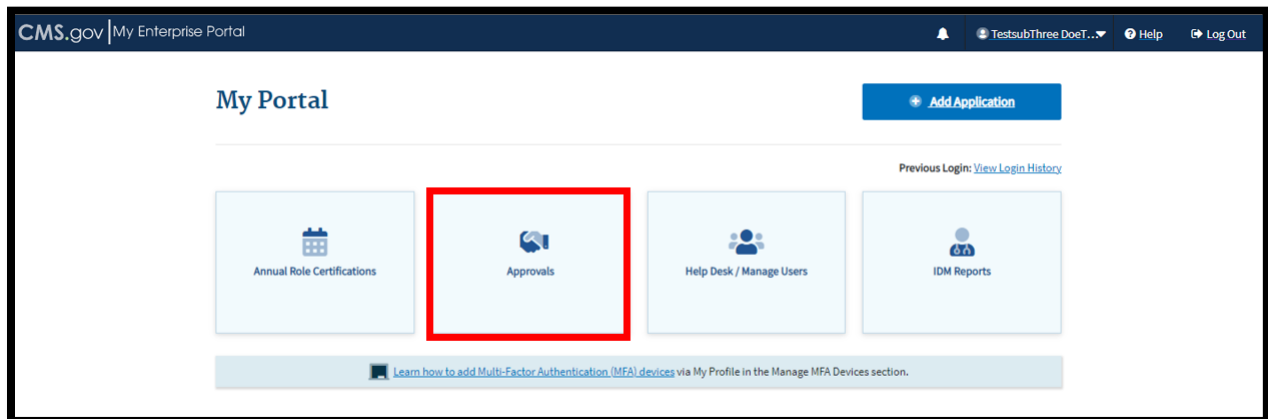 CMS.gov My Enterprise Portal
TestsubThree DoeT... Help Log Out
My Portal
Add Application
Previous Login: View Login History
Annual Role Certifications
Approvals
Help Desk / Manage Users
IDM Reports
Learn how to add Multi-Factor Authentication (MFA) devices via My Profile in the Manage MFA Devices section.